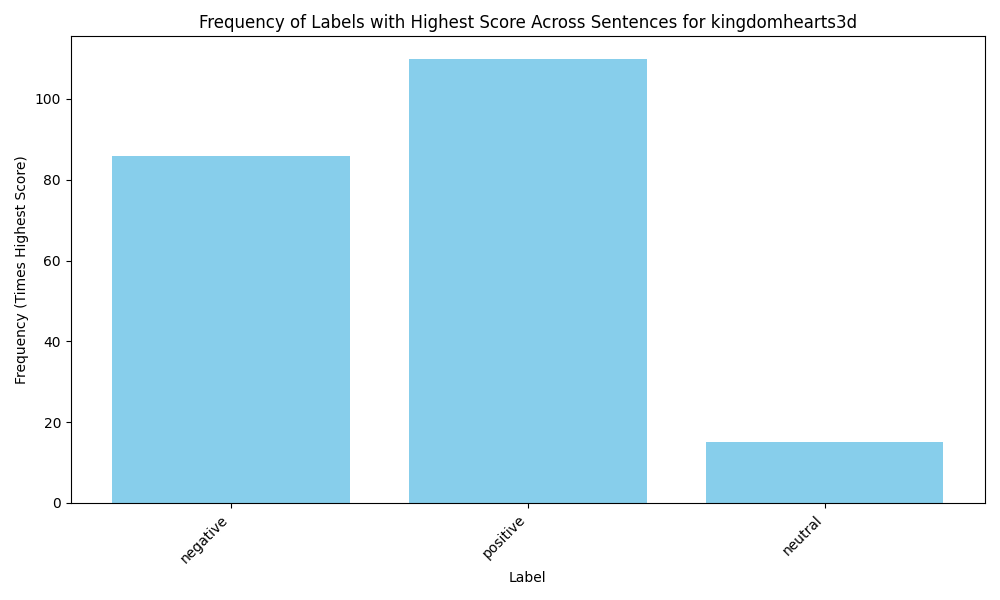 Frequency of Labels with Highest Score Across Sentences for kingdomhearts3d
Frequency (Times Highest Score)
100
80
60
40
20
0
negative
positive
neutral
Label